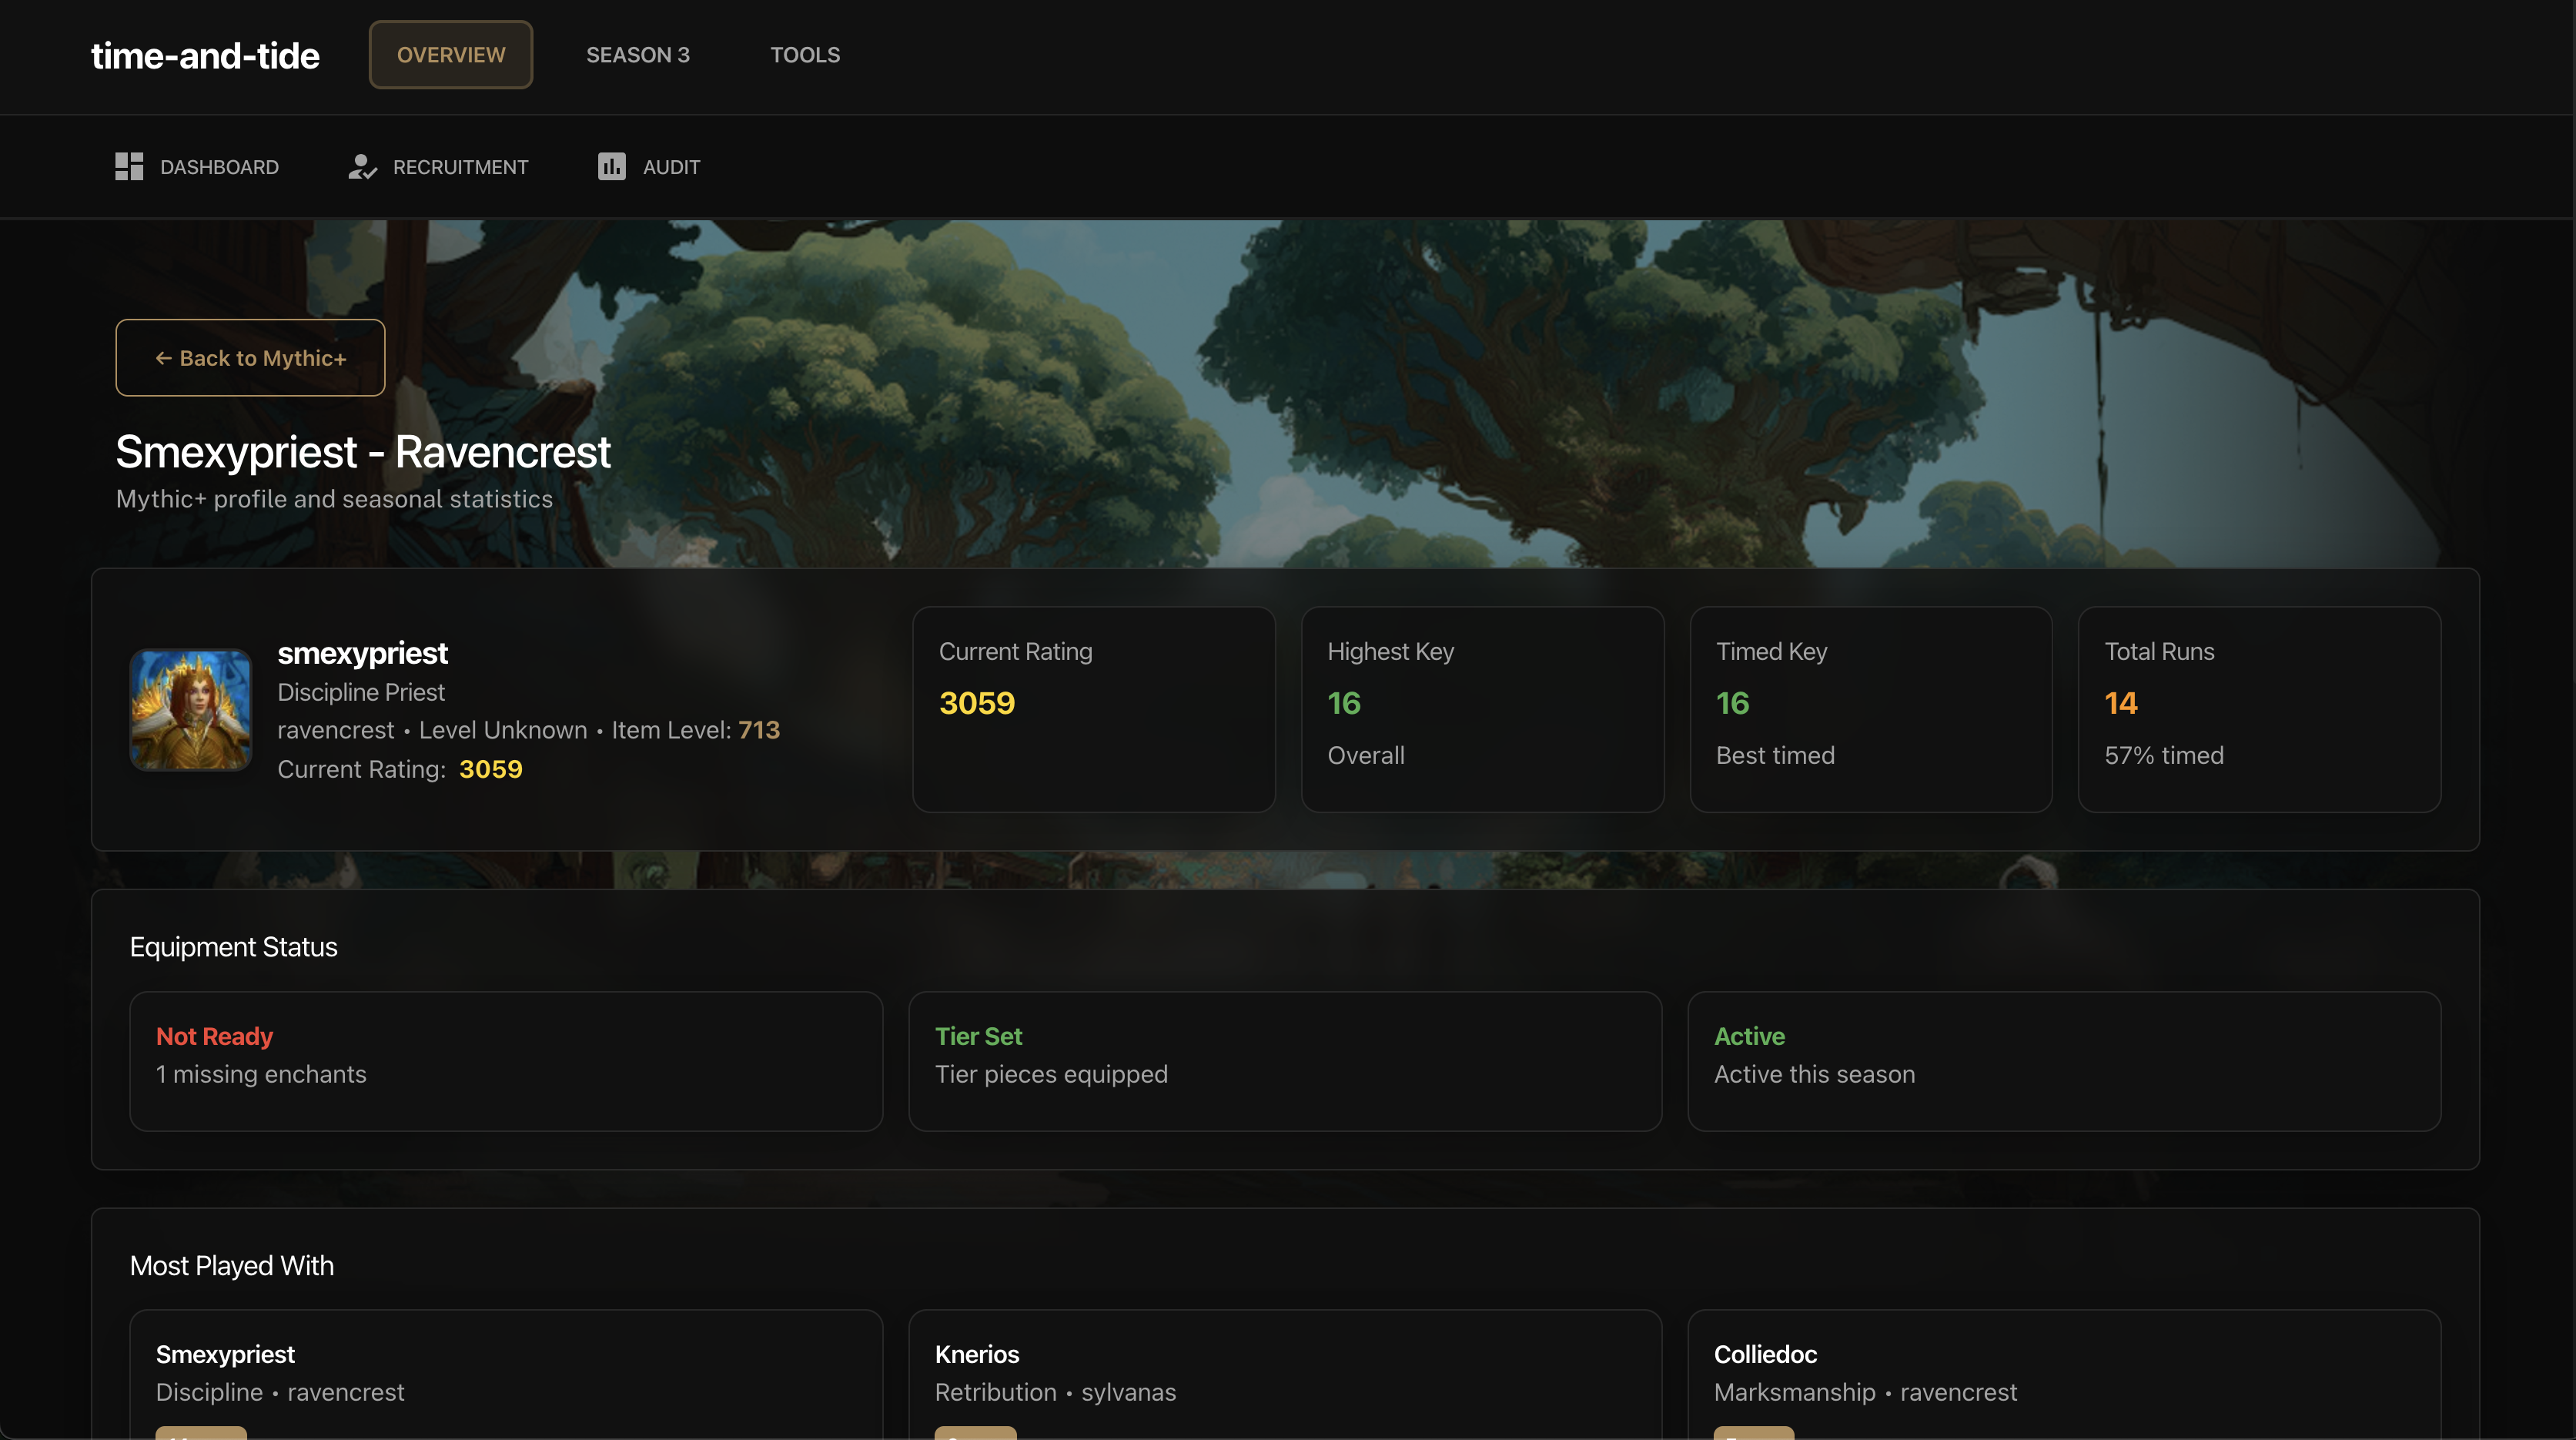 time-and-tide OVERVIEW SEASON 3 TOOLS
DASHBOARD RECRUITMENT AUDIT
← Back to Mythic+
Smexypriest - Ravencrest
Mythic+ profile and seasonal statistics
smexypriest
Discipline Priest
ravencrest • Level Unknown • Item Level: 713
Current Rating: 3059
Current Rating
3059
Highest Key
16
Overall
Timed Key
16
Best timed
Total Runs
14
57% timed
Equipment Status
Not Ready
1 missing enchants
Tier Set
Tier pieces equipped
Active
Active this season
Most Played With
Smexypriest
Discipline • ravencrest
Knerios
Retribution • sylvanas
Colliedoc
Marksmanship • ravencrest